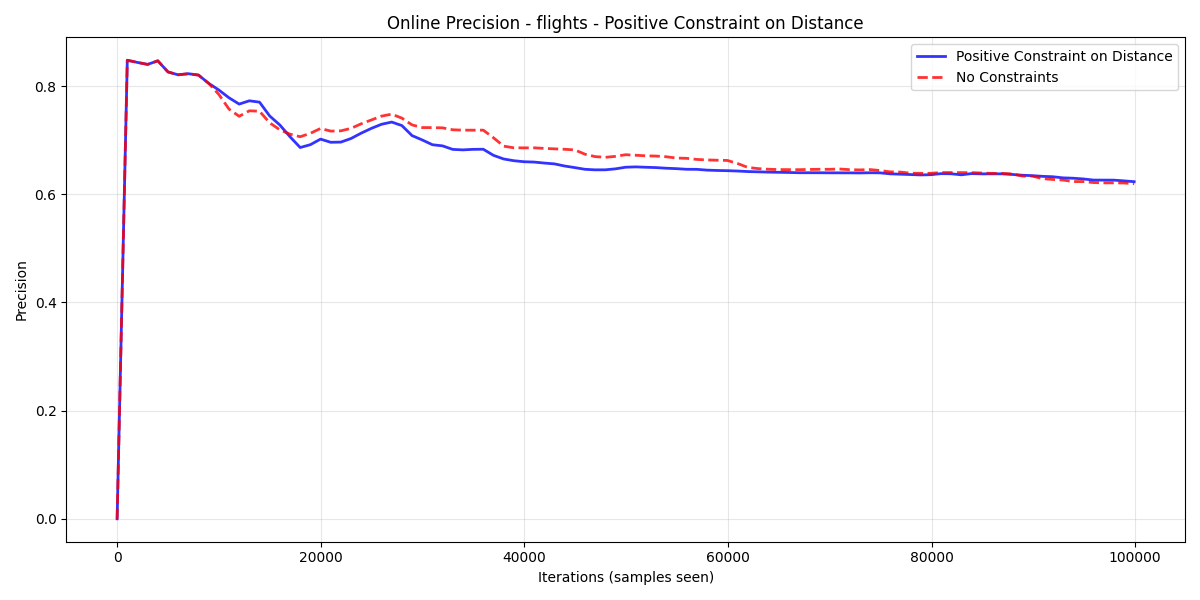 Online Precision - flights - Positive Constraint on Distance
Positive Constraint on Distance
No Constraints
Precision
0.8
0.6
0.4
0.2
0.0
0 20000 40000 60000 80000 100000
Iterations (samples seen)